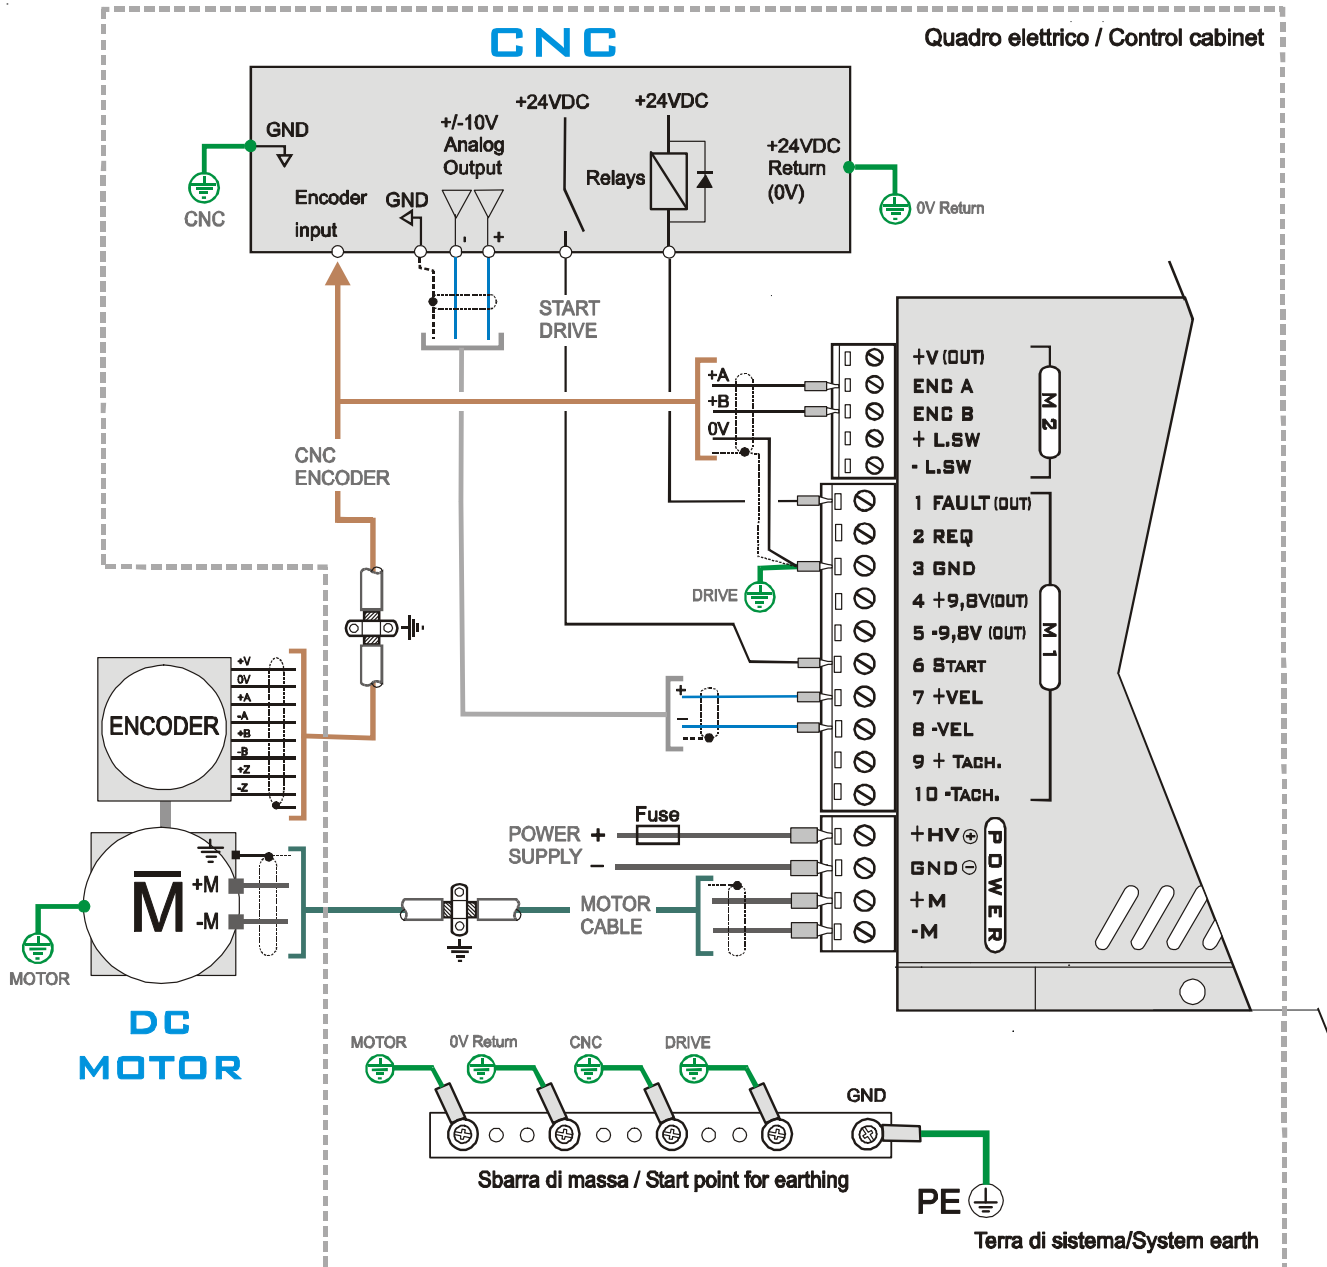 Quadro elettrico / Control cabinet
CNC
GND
+/-10V
Analog
Output
+24VDC
+24VDC
+24VDC
Return
(0V)
Relays
Encoder
input
GND
- +
CNC
0V Return
START
DRIVE
CNC
ENCODER
+A
+B
0V
+V (OUT)
ENC A
ENC B
+ L.SW
- L.SW
M 2
1 FAULT (OUT)
2 REQ
3 GND
4 +9,8V(OUT)
5 -9,8V (OUT)
6 START
7 +VEL
8 -VEL
9 + TACH.
10 -TACH.
M 1
DRIVE
+
−
ENCODER
+V
0V
+A
-A
+B
-B
+Z
-Z
Fuse
POWER
SUPPLY
+
−
+HV ⊕
GND ⊖
+M
-M
POWER
MOTOR
CABLE
M
+M
-M
MOTOR
DC
MOTOR
MOTOR
0V Return
CNC
DRIVE
GND
Sbarra di massa / Start point for earthing
PE
Terra di sistema/System earth